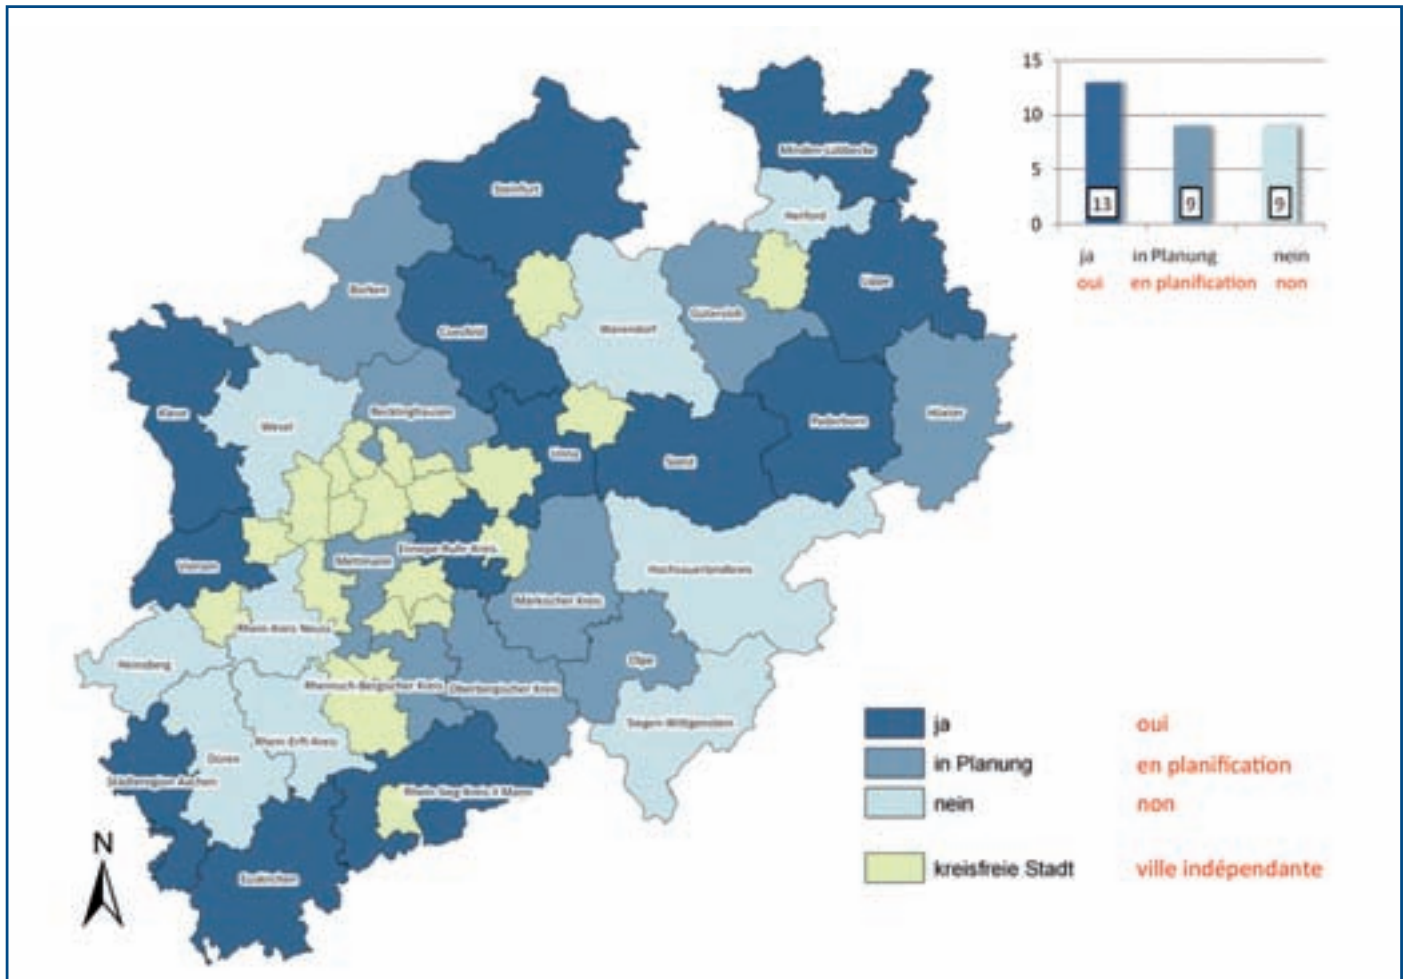 15
10
5
0
13
9
9
ja
in Planung
nein
oui
en planification
non
Minden-Lübbecke
Steinfurt
Herford
Lippe
Borken
Coesfeld
Warendorf
Gütersloh
Höxter
Paderborn
Kleve
Wesel
Recklinghausen
Unna
Soest
Viersen
Mettmann
Ennepe-Ruhr-Kreis
Hochsauerlandkreis
Märkischer Kreis
Rhein-Kreis Neuss
Heinsberg
Olpe
Rheinisch-Bergischer Kreis
Oberbergischer Kreis
Siegen-Wittgenstein
Rhein-Erft-Kreis
Düren
Städteregion Aachen
Rhein-Sieg-Kreis
Euskirchen
N
ja
oui
in Planung
en planification
nein
non
kreisfreie Stadt
ville indépendante